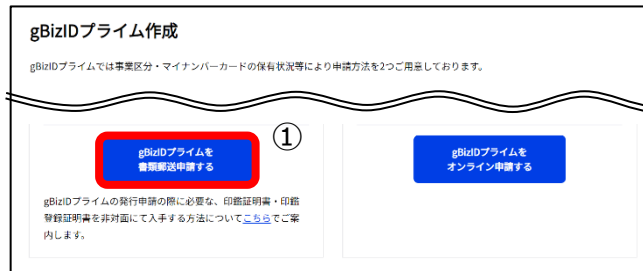 gBizIDプライム作成
gBizIDプライムでは事業区分・マイナンバーカードの保有状況等により申請方法を2つご用意しております。
①
gBizIDプライムを
書類郵送申請する
gBizIDプライムの発行申請の際に必要な、印鑑証明書・印鑑
登録証明書を非対面にて入手する方法についてこちらでご案
内します。
gBizIDプライムを
オンライン申請する